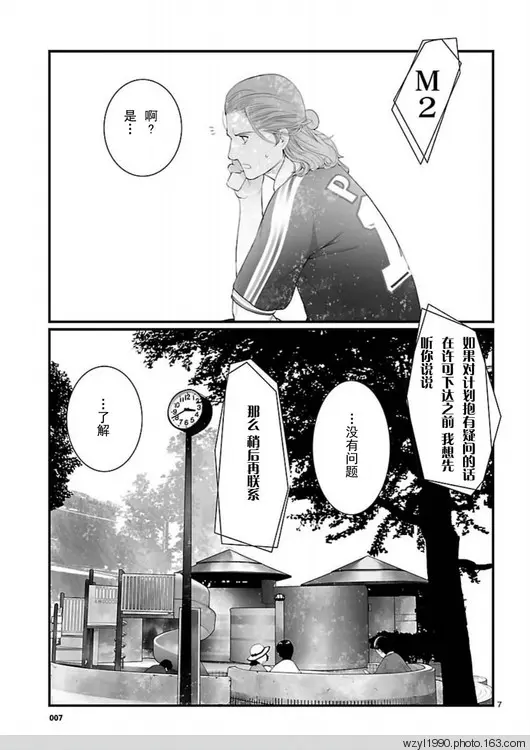 M
2
啊?
是…
P
1
如果对计划抱有疑问的话
在许可下达之前 我想先
听你说说
…没有问题
那么 稍后再联系
…了解
7
007
wzyl1990.photo.163.com